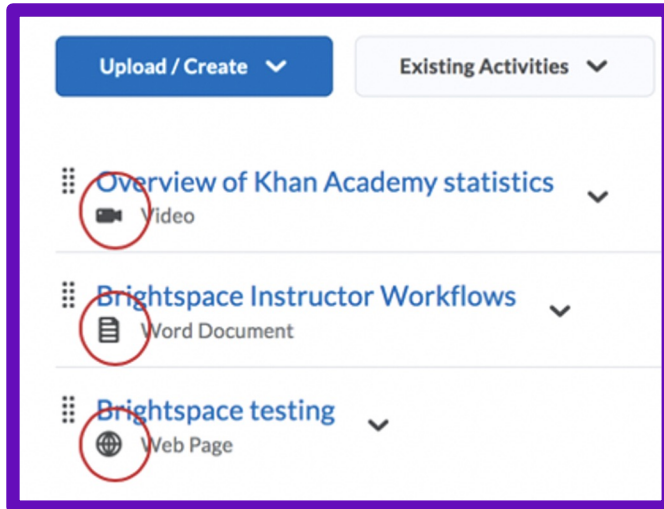 Upload / Create Existing Activities
Overview of Khan Academy statistics
Video
Brightspace Instructor Workflows
Word Document
Brightspace testing
Web Page